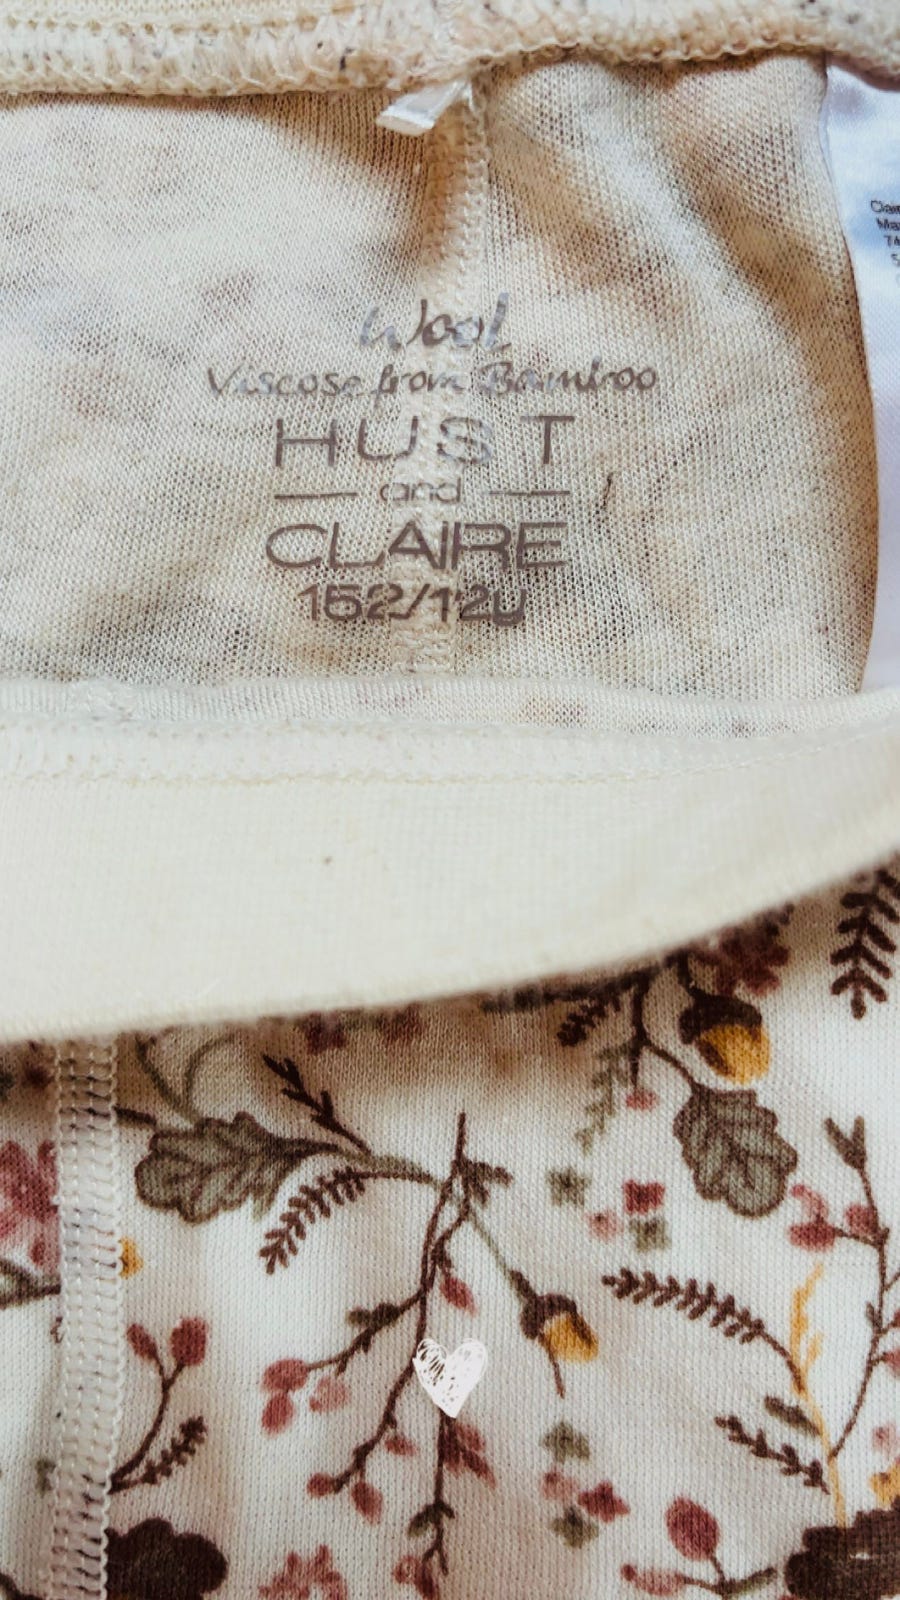 Wool
Viscose from Bamboo
HUST
and
CLAIRE
152/12y